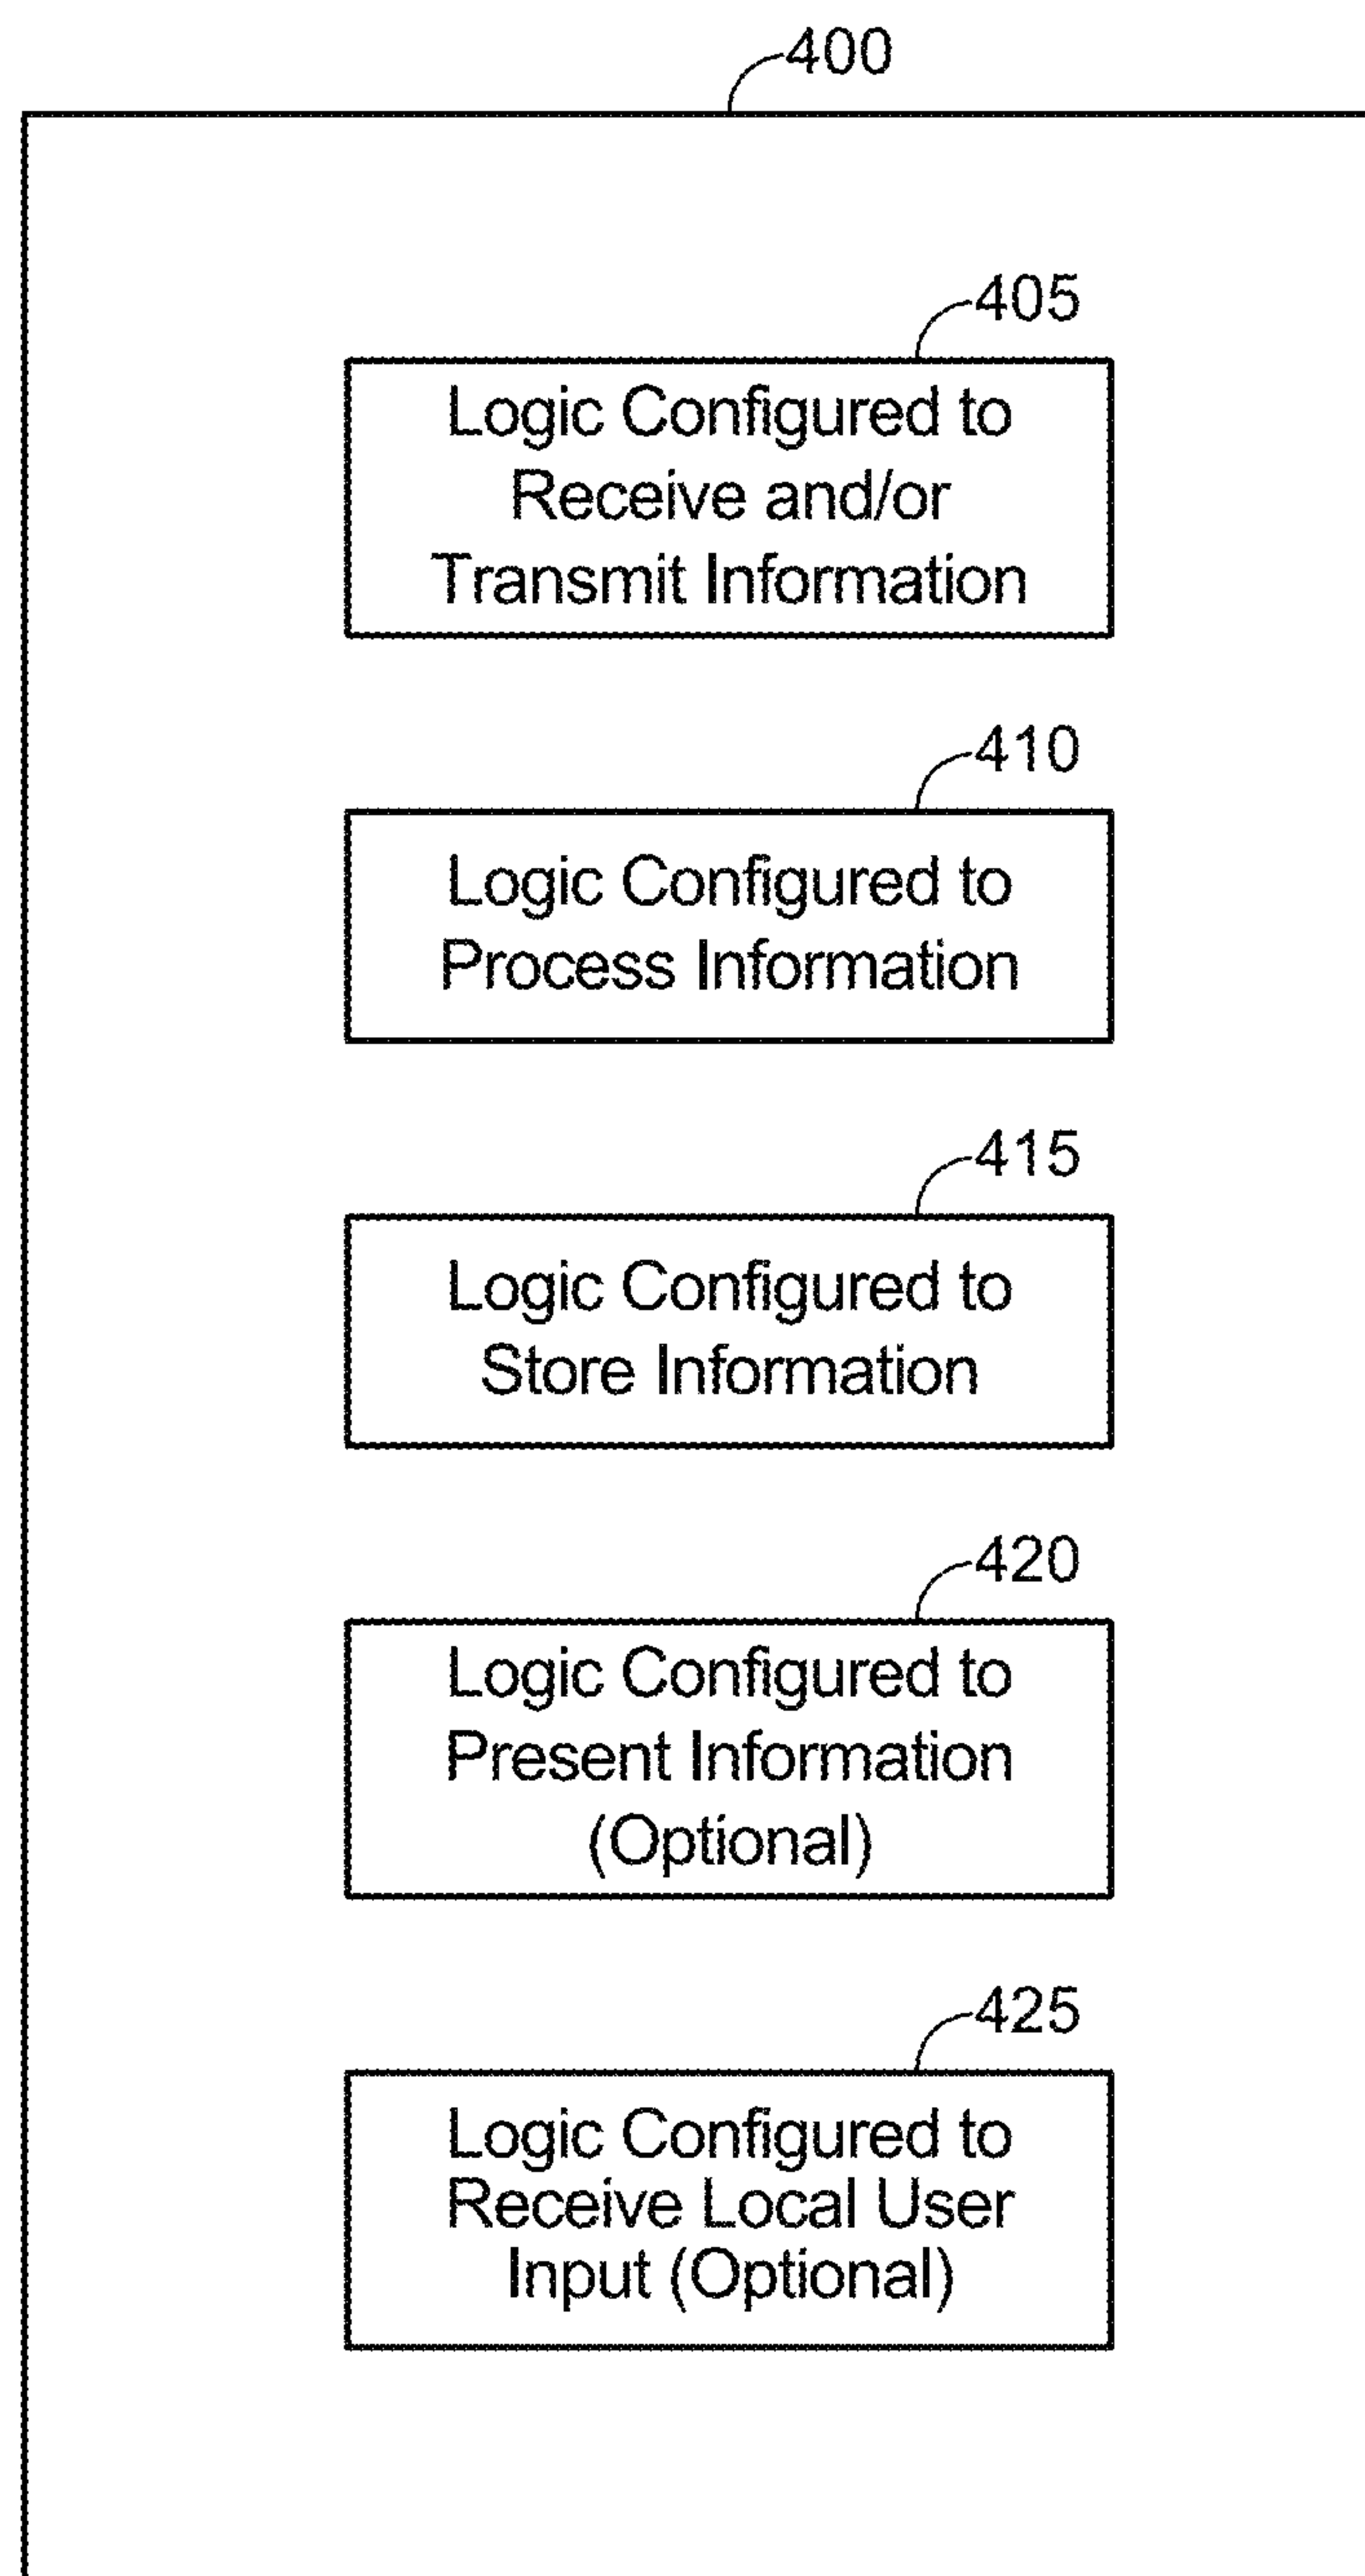 400
405
Logic Configured to
Receive and/or
Transmit Information
410
Logic Configured to
Process Information
415
Logic Configured to
Store Information
420
Logic Configured to
Present Information
(Optional)
425
Logic Configured to
Receive Local User
Input (Optional)